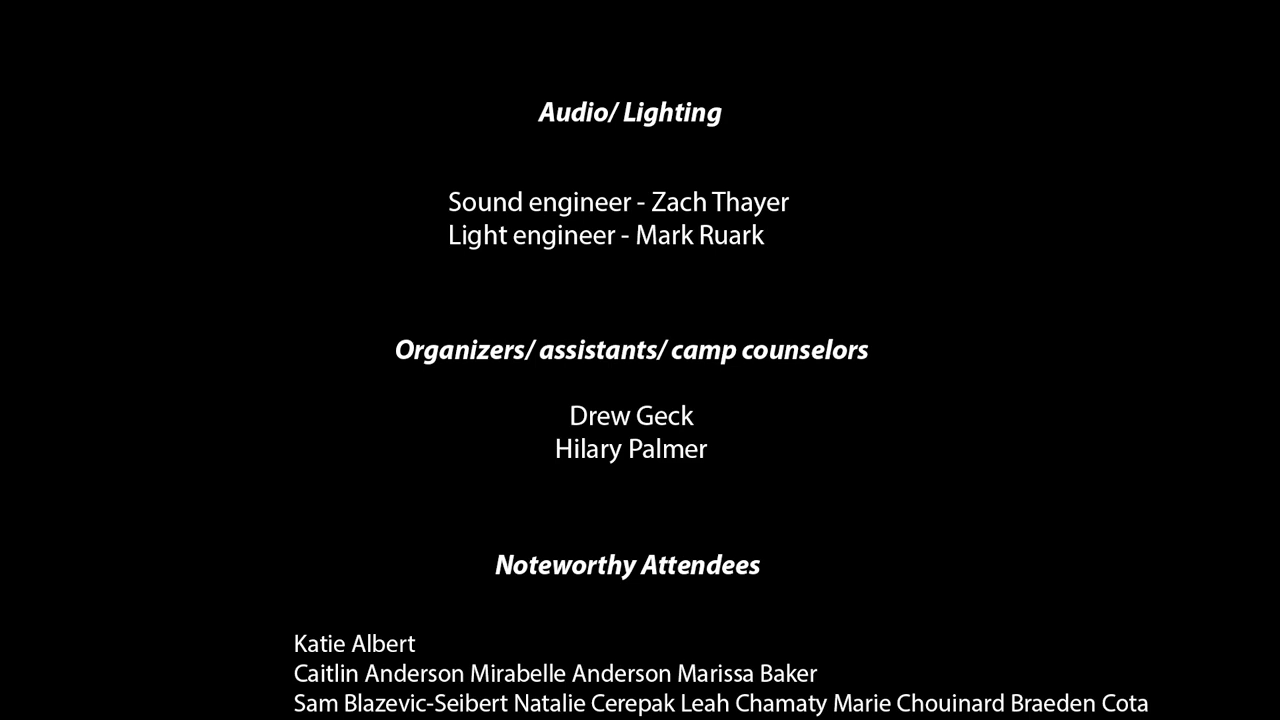 Audio/ Lighting
Sound engineer - Zach Thayer
Light engineer - Mark Ruark
Organizers/ assistants/ camp counselors
Drew Geck
Hilary Palmer
Noteworthy Attendees
Katie Albert
Caitlin Anderson Mirabelle Anderson Marissa Baker
Sam Blazevic-Seibert Natalie Cerepak Leah Chamaty Marie Chouinard Braeden Cota